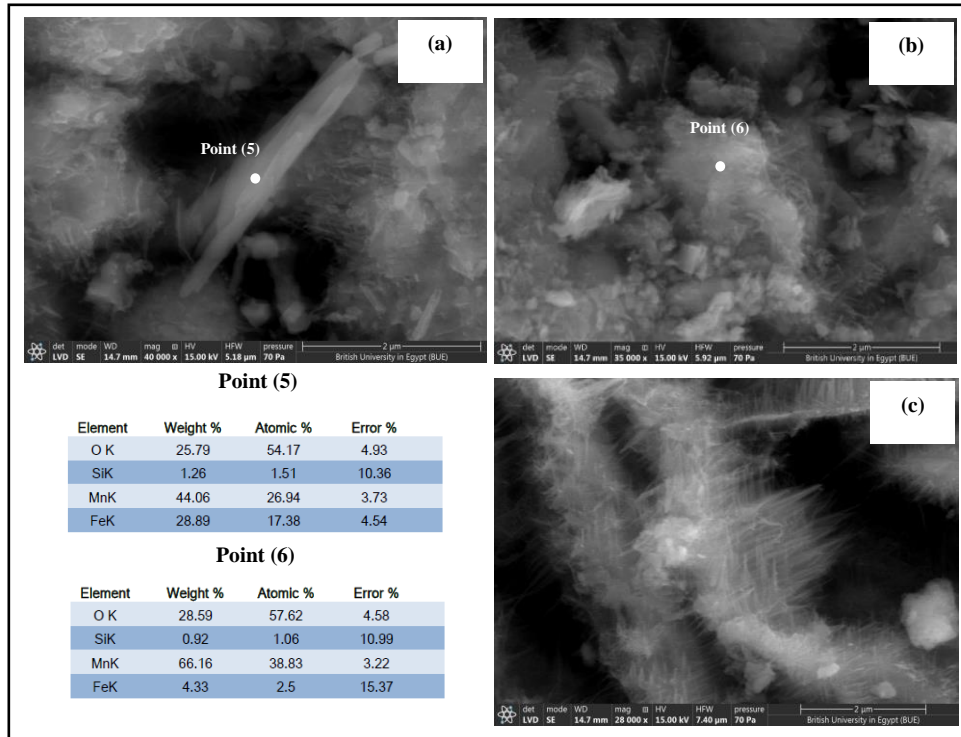 (a)
Point (5)
det mode WD mag HV HFW pressure 2 µm
LVD SE 14.7 mm 40 000 x 15.00 kV 5.18 µm 70 Pa British University in Egypt (BUE)
(b)
Point (6)
det mode WD mag HV HFW pressure 2 µm
LVD SE 14.7 mm 35 000 x 15.00 kV 5.92 µm 70 Pa British University in Egypt (BUE)
Point (5)
Element Weight % Atomic % Error %
O K 25.79 54.17 4.93
SiK 1.26 1.51 10.36
MnK 44.06 26.94 3.73
FeK 28.89 17.38 4.54
Point (6)
Element Weight % Atomic % Error %
O K 28.59 57.62 4.58
SiK 0.92 1.06 10.99
MnK 66.16 38.83 3.22
FeK 4.33 2.5 15.37
(c)
det mode WD mag HV HFW pressure 2 µm
LVD SE 14.7 mm 28 000 x 15.00 kV 7.40 µm 70 Pa British University in Egypt (BUE)